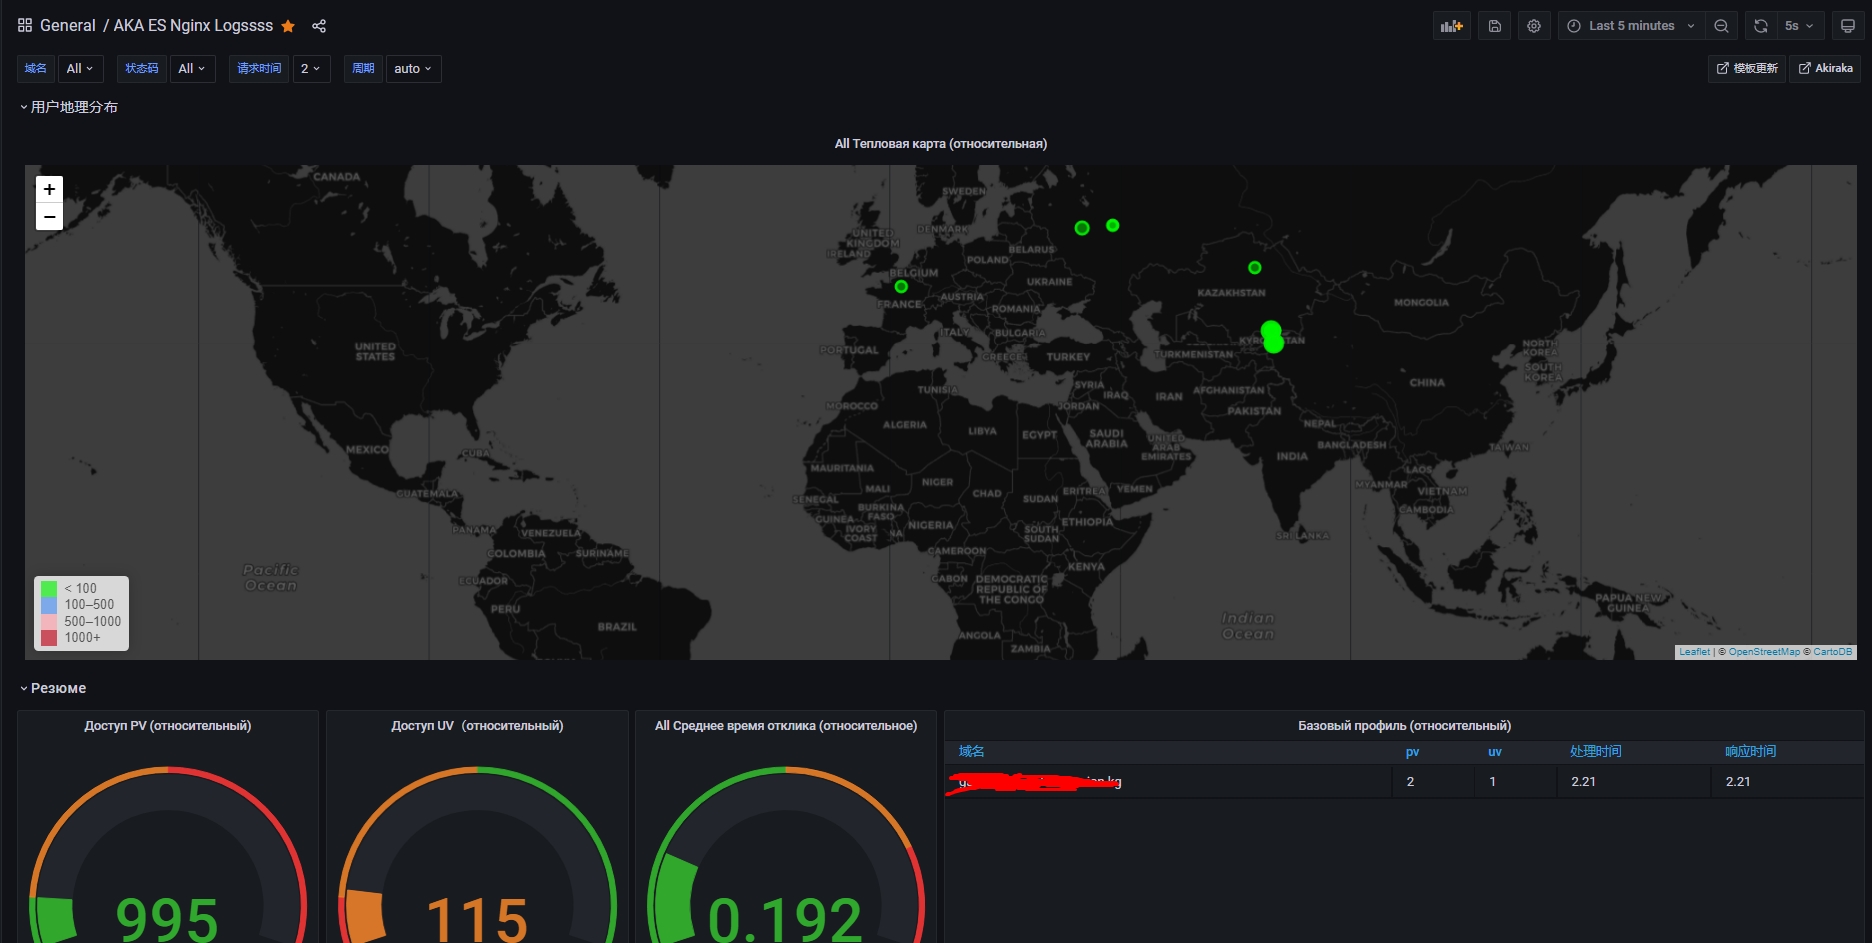 General / AKA ES Nginx Logssss
Last 5 minutes
5s
域名 All
状态码 All
请求时间 2
周期 auto
模板更新
Akiraka
用户地理分布
All Тепловая карта (относительная)
+
−
CANADA
SWEDEN
UNITED KINGDOM
DENMARK
IRELAND
BELARUS
POLAND
BELGIUM
UKRAINE
KAZAKHSTAN
AUSTRIA
FRANCE
MONGOLIA
ROMANIA
ITALY
BULGARIA
UNITED STATES
PORTUGAL
GREECE
TURKEY
TURKMENISTAN
NORTH KOREA
SOUTH KOREA
SYRIA
IRAQ
IRAN
AFGHANISTAN
CHINA
TUNISIA
MOROCCO
JORDAN
PAKISTAN
ALGERIA
LIBYA
EGYPT
SAUDI ARABIA
UNITED ARAB EMIRATES
NEPAL
BANGLADESH
TAIWAN
MEXICO
CUBA
INDIA
MAURITANIA
LAOS
MALI
NIGER
CHAD
SUDAN
ERITREA
YEMEN
MYANMAR
VIETNAM
GUATEMALA
SENEGAL
BURKINA FASO
CAMBODIA
GUINEA
IVORY COAST
NIGERIA
ETHIOPIA
SOUTH SUDAN
SRI LANKA
PANAMA
VENEZUELA
COLOMBIA
SURINAME
CAMEROON
KENYA
Pacific Ocean
ECUADOR
GABON
DEMOCRATIC REPUBLIC OF THE CONGO
PERU
BRAZIL
PAPUA NEW GUINEA
Indian Ocean
ANGOLA
ZAMBIA
< 100
100–500
500–1000
1000+
Leaflet | © OpenStreetMap © CartoDB
Резюме
Доступ PV (относительный)
995
Доступ UV（относительный)
115
All Среднее время отклика (относительное)
0.192
Базовый профиль (относительный)
域名 pv uv 处理时间 响应时间
.kg 2 1 2.21 2.21